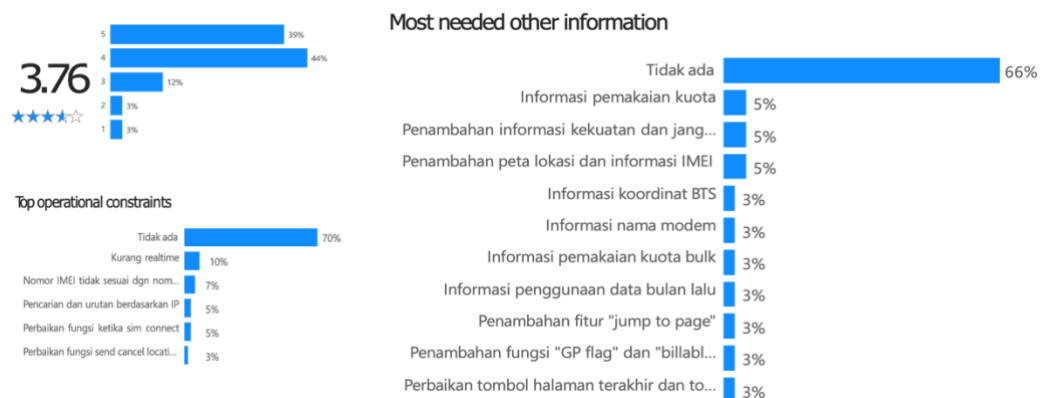 Most needed other information
3.76
5 39%
4 44%
3 12%
2 3%
1 3%
Top operational constraints
Tidak ada 70%
Kurang realtime 10%
Nomor IMEI tidak sesuai dgn nom... 7%
Pencarian dan urutan berdasarkan IP 5%
Perbaikan fungsi ketika sim connect 5%
Perbaikan fungsi send cancel locati... 3%
Tidak ada 66%
Informasi pemakaian kuota 5%
Penambahan informasi kekuatan dan jang... 5%
Penambahan peta lokasi dan informasi IMEI 5%
Informasi koordinat BTS 3%
Informasi nama modem 3%
Informasi pemakaian kuota bulk 3%
Informasi penggunaan data bulan lalu 3%
Penambahan fitur "jump to page" 3%
Penambahan fungsi "GP flag" dan "billabl... 3%
Perbaikan tombol halaman terakhir dan to... 3%